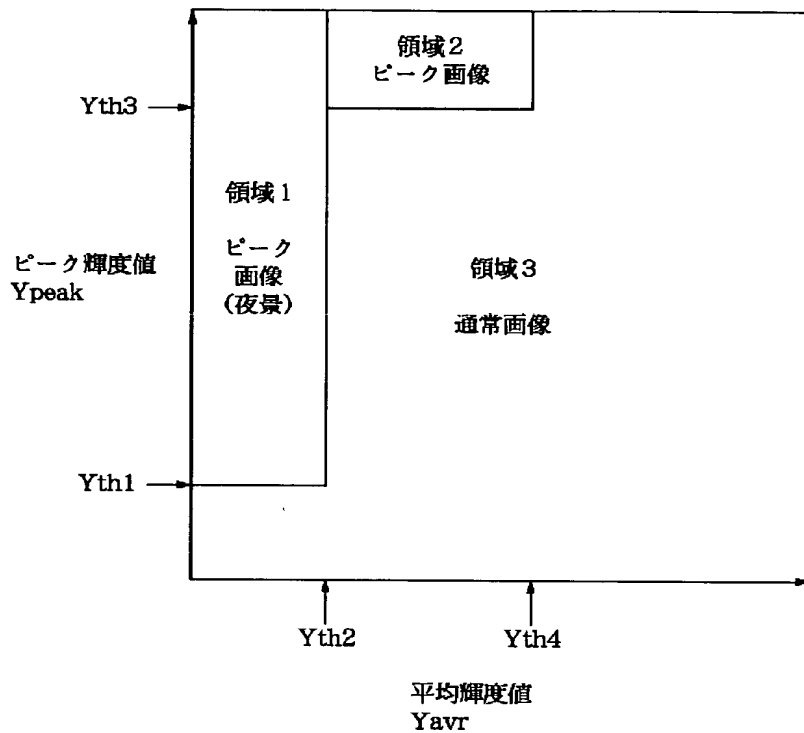 領域2
ピーク画像
Yth3
領域1
ピーク
画像
(夜景)
ピーク輝度値
Ypeak
領域3
通常画像
Yth1
Yth2
Yth4
平均輝度値
Yavr